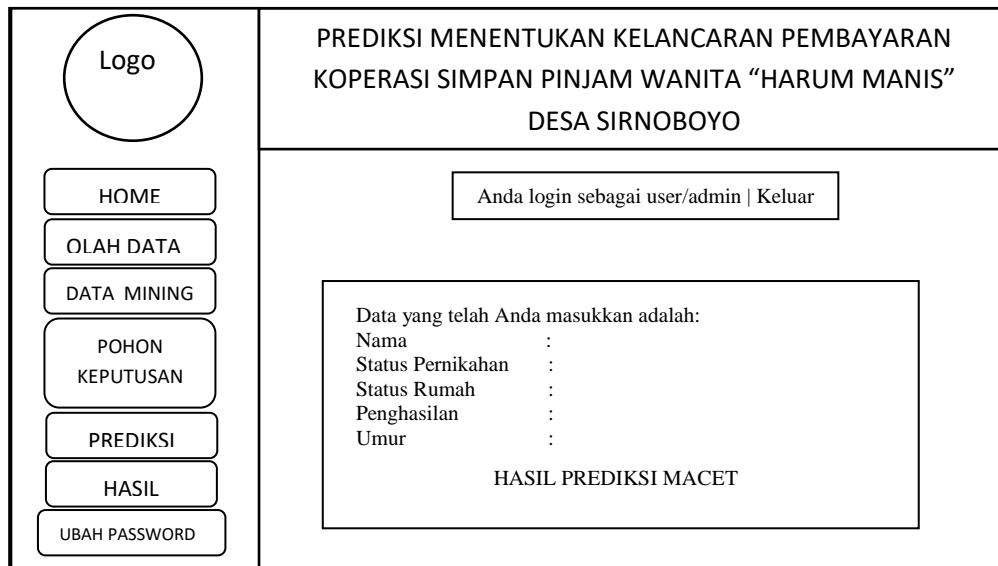 Logo
PREDIKSI MENENTUKAN KELANCARAN PEMBAYARAN
KOPERASI SIMPAN PINJAM WANITA “HARUM MANIS”
DESA SIRNOBOYO
HOME
OLAH DATA
DATA MINING
POHON
KEPUTUSAN
PREDIKSI
HASIL
UBAH PASSWORD
Anda login sebagai user/admin | Keluar
Data yang telah Anda masukkan adalah:
Nama :
Status Pernikahan :
Status Rumah :
Penghasilan :
Umur :
HASIL PREDIKSI MACET